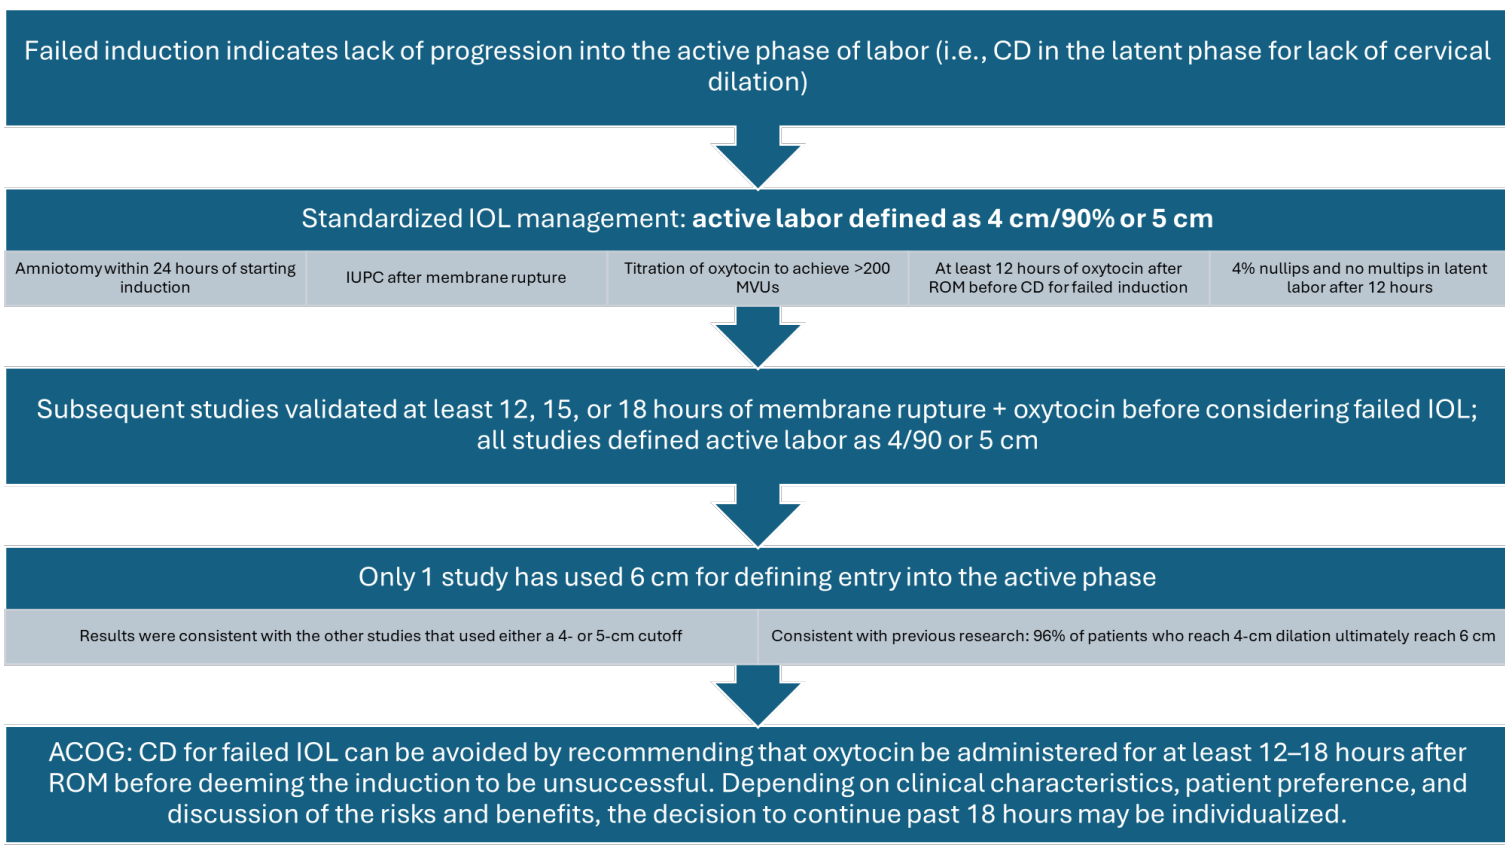 Failed induction indicates lack of progression into the active phase of labor (i.e., CD in the latent phase for lack of cervical
dilation)
Standardized IOL management: active labor defined as 4 cm/90% or 5 cm
Amniotomy within 24 hours of starting
induction
IUPC after membrane rupture
Titration of oxytocin to achieve >200
MVUs
At least 12 hours of oxytocin after
ROM before CD for failed induction
4% nullips and no multips in latent
labor after 12 hours
Subsequent studies validated at least 12, 15, or 18 hours of membrane rupture + oxytocin before considering failed IOL;
all studies defined active labor as 4/90 or 5 cm
Only 1 study has used 6 cm for defining entry into the active phase
Results were consistent with the other studies that used either a 4- or 5-cm cutoff
Consistent with previous research: 96% of patients who reach 4-cm dilation ultimately reach 6 cm
ACOG: CD for failed IOL can be avoided by recommending that oxytocin be administered for at least 12–18 hours after
ROM before deeming the induction to be unsuccessful. Depending on clinical characteristics, patient preference, and
discussion of the risks and benefits, the decision to continue past 18 hours may be individualized.